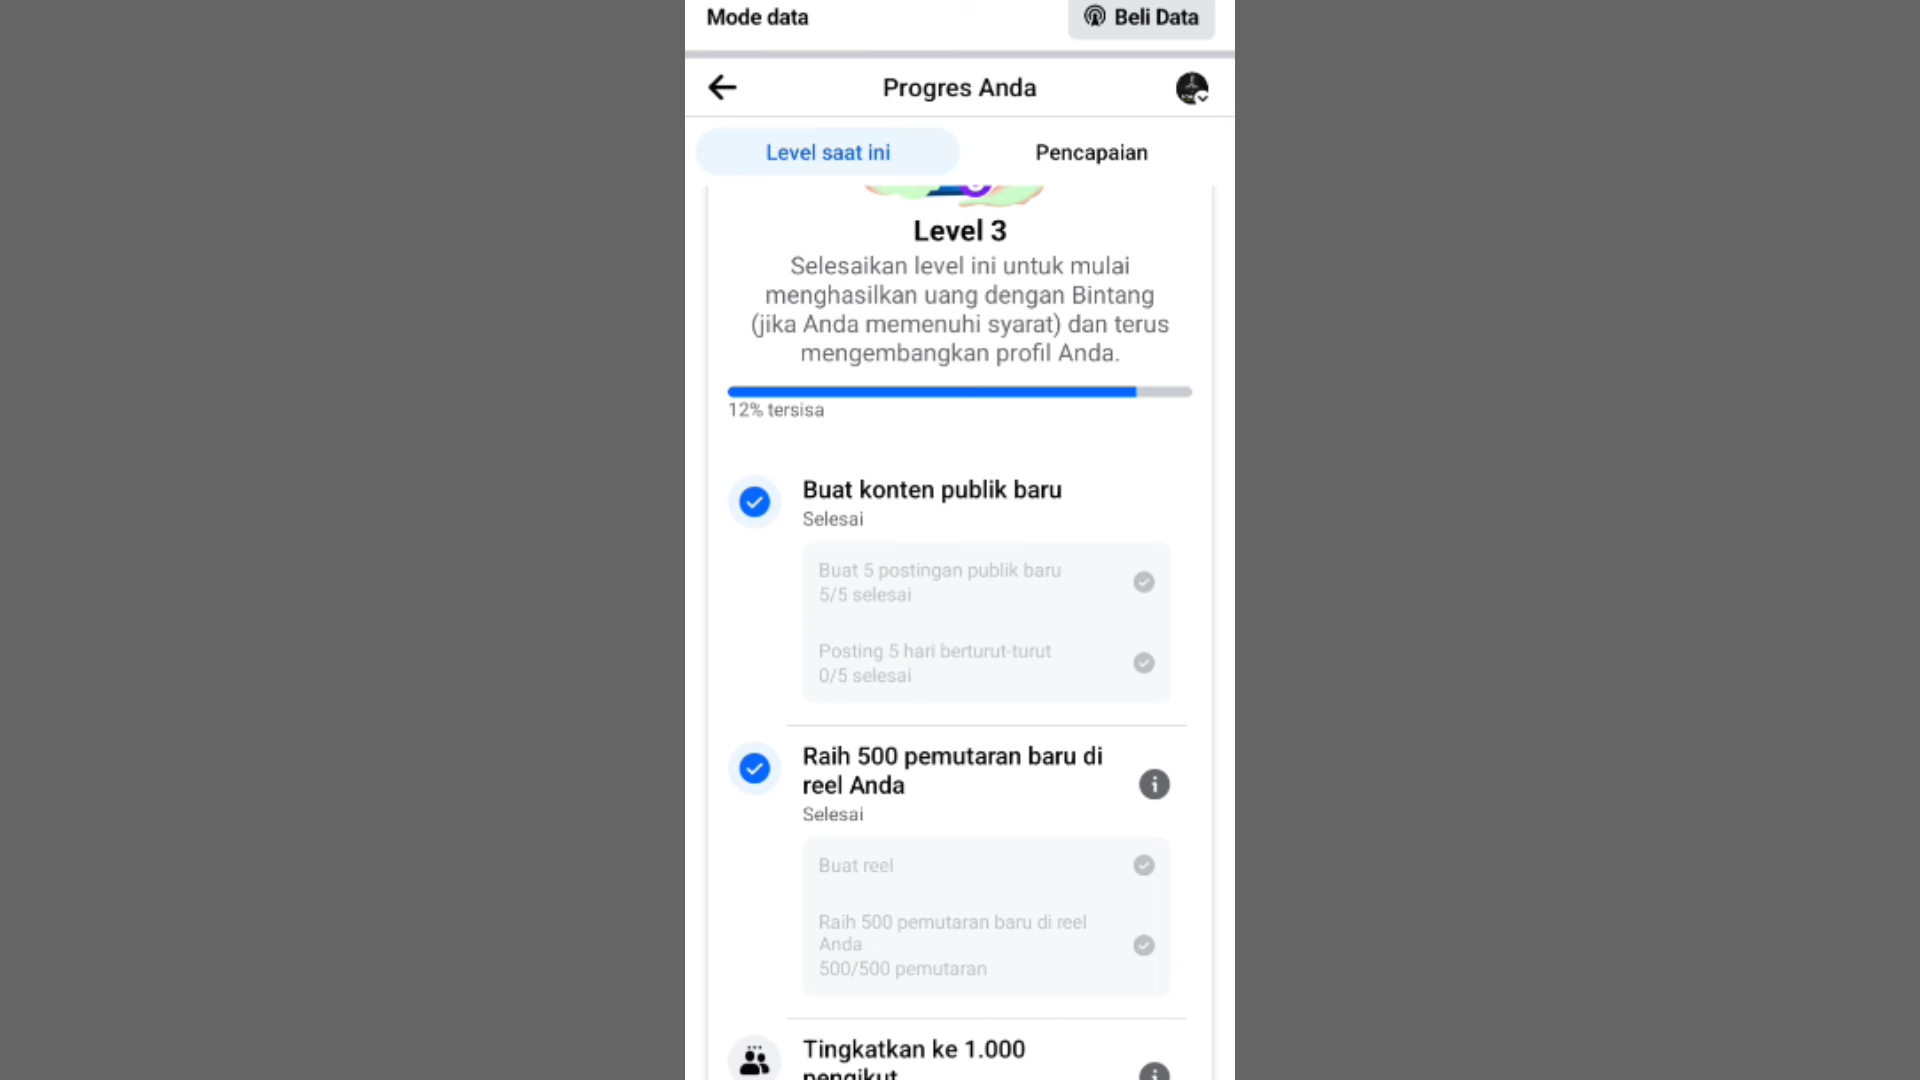 Mode data
Beli Data
Progres Anda
Level saat ini
Pencapaian
Level 3
Selesaikan level ini untuk mulai
menghasilkan uang dengan Bintang
(jika Anda memenuhi syarat) dan terus
mengembangkan profil Anda.
12% tersisa
Buat konten publik baru
Selesai
Buat 5 postingan publik baru
5/5 selesai
Posting 5 hari berturut-turut
0/5 selesai
Raih 500 pemutaran baru di
reel Anda
Selesai
Buat reel
Raih 500 pemutaran baru di reel
Anda
500/500 pemutaran
Tingkatkan ke 1.000
pengikut